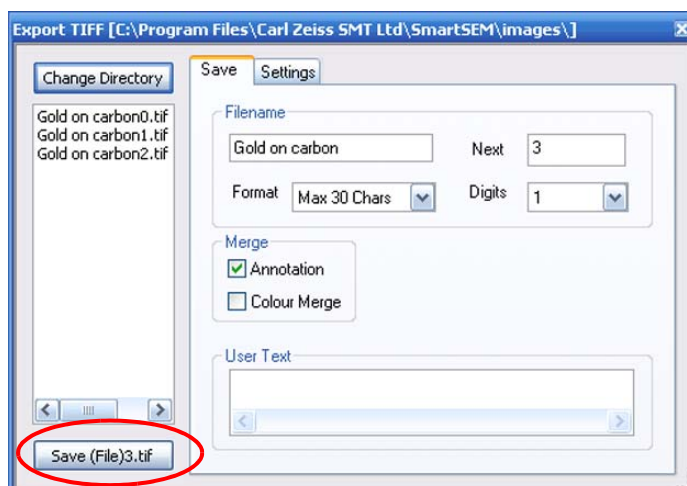 Export TIFF [C:\Program Files\Carl Zeiss SMT Ltd\SmartSEM\images\]
Change Directory
Gold on carbon0.tif
Gold on carbon1.tif
Gold on carbon2.tif
Save (File)3.tif
Save Settings
Filename
Gold on carbon Next 3
Format Max 30 Chars Digits 1
Merge
Annotation
Colour Merge
User Text